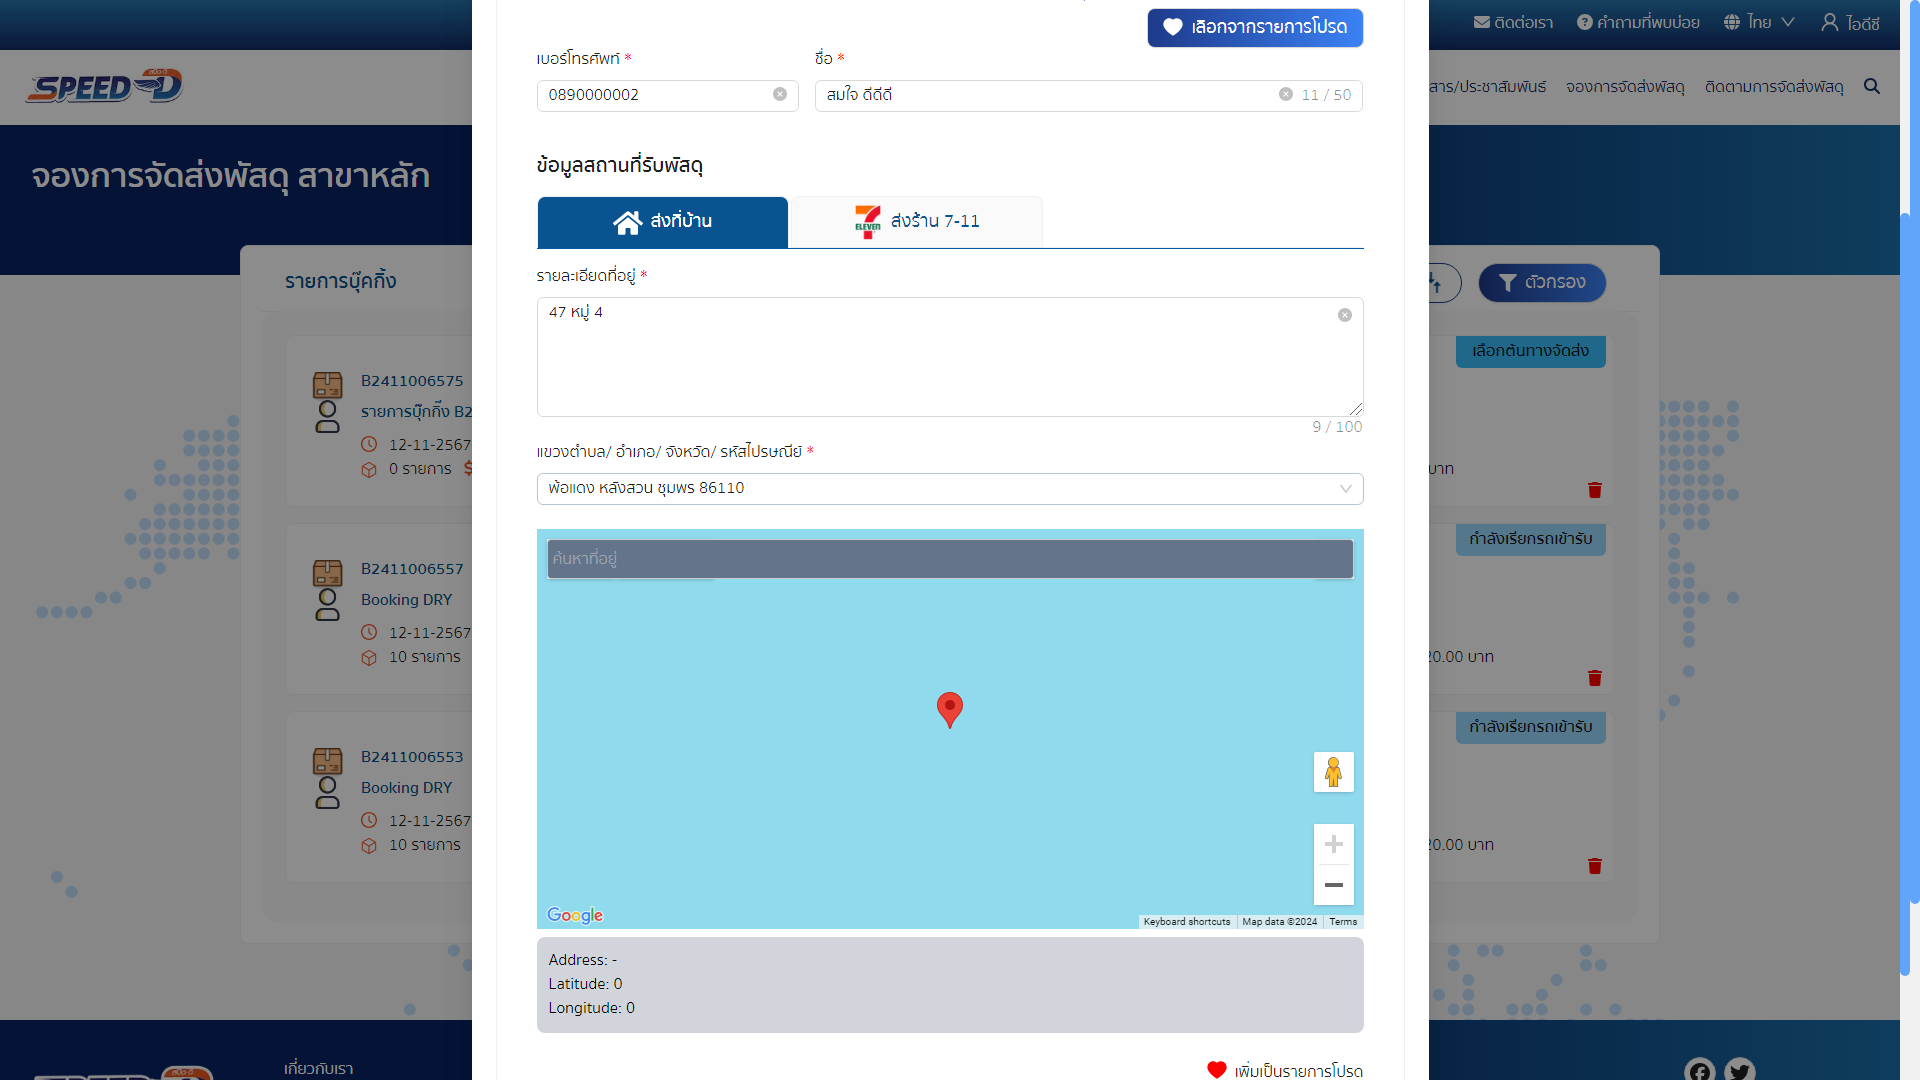 ติดต่อเรา
คำถามที่พบบ่อย
ไทย
ไอดีซี
SPEED D
สาร/ประชาสัมพันธ์
จองการจัดส่งพัสดุ
ติดตามการจัดส่งพัสดุ
จองการจัดส่งพัสดุ สาขาหลัก
เลือกจากรายการโปรด
เบอร์โทรศัพท์ *
ชื่อ *
0890000002
สมใจ ดีดีดี
11 / 50
ข้อมูลสถานที่รับพัสดุ
ส่งที่บ้าน
ELEVEN
ส่งร้าน 7-11
รายละเอียดที่อยู่ *
47 หมู่ 4
9 / 100
แขวงตำบล/ อำเภอ/ จังหวัด/ รหัสไปรษณีย์ *
พ้อแดง หลังสวน ชุมพร 86110
ค้นหาที่อยู่
Google
Keyboard shortcuts
Map data ©2024
Terms
Address: -
Latitude: 0
Longitude: 0
เพิ่มเป็นรายการโปรด
รายการบุ๊คกิ้ง
ตัวกรอง
B2411006575
เลือกต้นทางจัดส่ง
รายการบุ๊กกิ้ง B2
12-11-2567
0 รายการ
บาท
B2411006557
กำลังเรียกรถเข้ารับ
Booking DRY
12-11-2567
10 รายการ
20.00 บาท
B2411006553
กำลังเรียกรถเข้ารับ
Booking DRY
12-11-2567
10 รายการ
20.00 บาท
เกี่ยวกับเรา